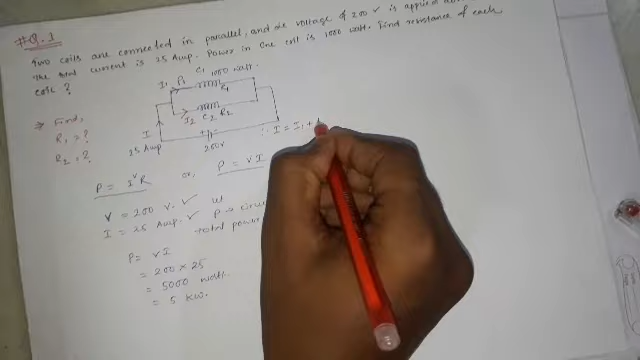 #Q.1
Two coils are connected in parallel, and de voltage of 200 v is applied
The total current is 25 Amp. Power in one coil is 1000 watt. Find resistance of each
coil?
I1 P1 C1 1000 watt.
R1
⇒ Find,
R1 = ?
R2 = ?
I2 C2 R2
I
25 Amp
200v
∴ I = I1 +
P = I²R or, P = VI
V = 200 v. ✓ let
I = 25 Amp. ✓ P →
total power
P = VI
= 200 × 25
= 5000 watt.
= 5 KW.